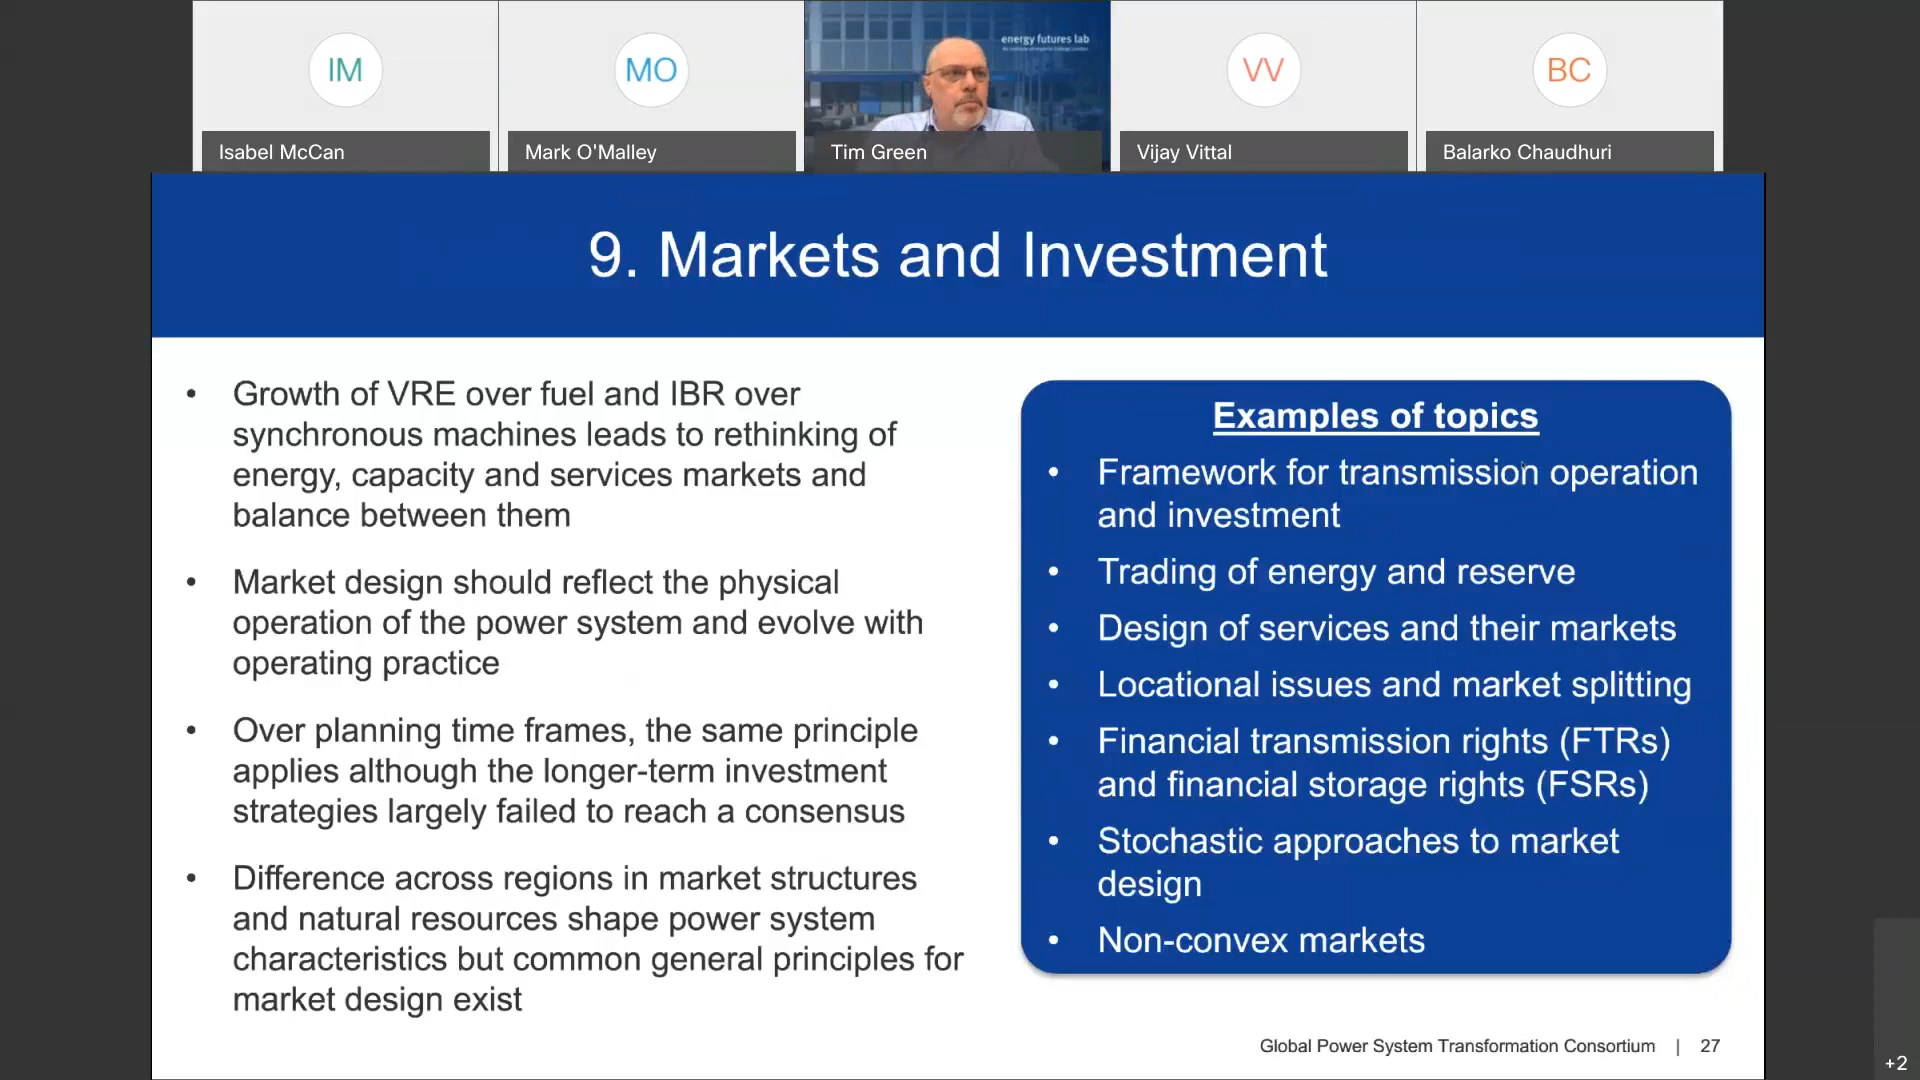 IM
MO
energy futures lab
VV
BC
Isabel McCan
Mark O'Malley
Tim Green
Vijay Vittal
Balarko Chaudhuri
9. Markets and Investment
• Growth of VRE over fuel and IBR over
synchronous machines leads to rethinking of
energy, capacity and services markets and
balance between them
• Market design should reflect the physical
operation of the power system and evolve with
operating practice
• Over planning time frames, the same principle
applies although the longer-term investment
strategies largely failed to reach a consensus
• Difference across regions in market structures
and natural resources shape power system
characteristics but common general principles for
market design exist
Examples of topics
• Framework for transmission operation
and investment
• Trading of energy and reserve
• Design of services and their markets
• Locational issues and market splitting
• Financial transmission rights (FTRs)
and financial storage rights (FSRs)
• Stochastic approaches to market
design
• Non-convex markets
Global Power System Transformation Consortium | 27
+2